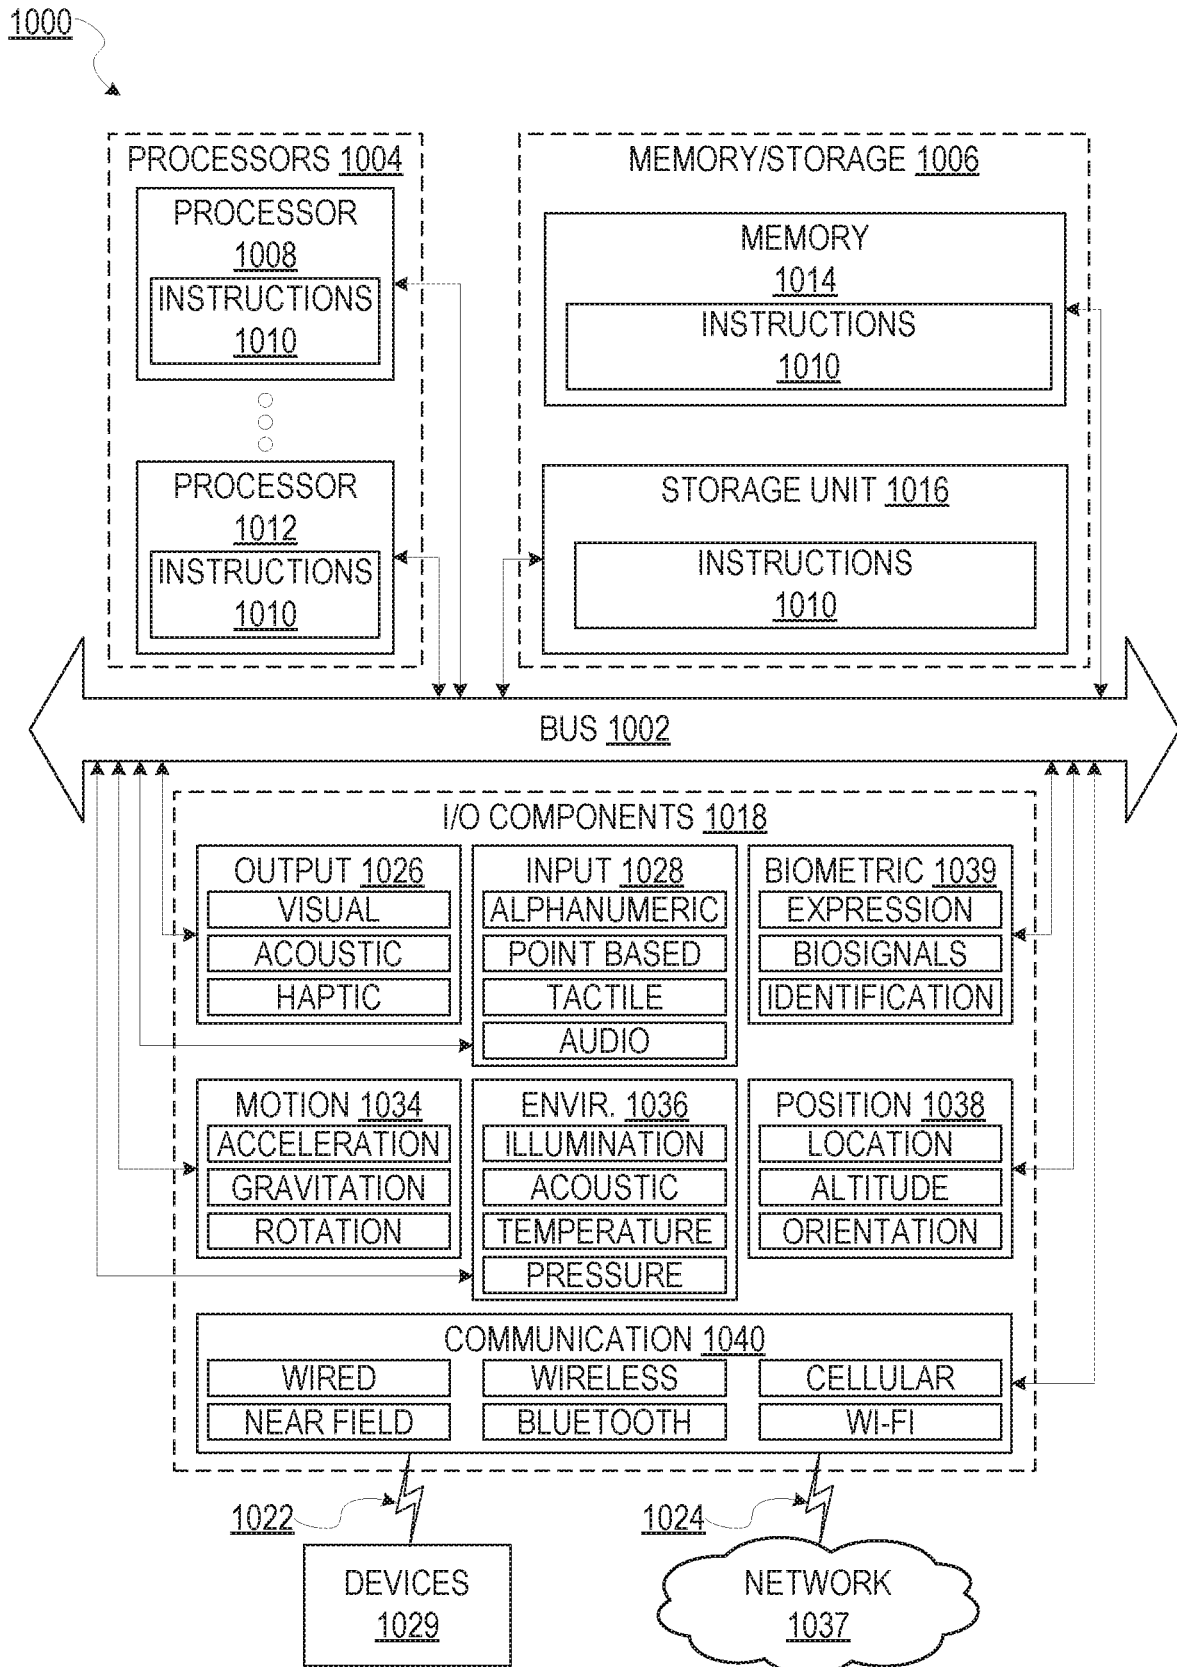 1000
PROCESSORS 1004
PROCESSOR
1008
INSTRUCTIONS
1010
PROCESSOR
1012
INSTRUCTIONS
1010
MEMORY/STORAGE 1006
MEMORY
1014
INSTRUCTIONS
1010
STORAGE UNIT 1016
INSTRUCTIONS
1010
BUS 1002
I/O COMPONENTS 1018
OUTPUT 1026
VISUAL
ACOUSTIC
HAPTIC
INPUT 1028
ALPHANUMERIC
POINT BASED
TACTILE
AUDIO
BIOMETRIC 1039
EXPRESSION
BIOSIGNALS
IDENTIFICATION
MOTION 1034
ACCELERATION
GRAVITATION
ROTATION
ENVIR. 1036
ILLUMINATION
ACOUSTIC
TEMPERATURE
PRESSURE
POSITION 1038
LOCATION
ALTITUDE
ORIENTATION
COMMUNICATION 1040
WIRED
WIRELESS
CELLULAR
NEAR FIELD
BLUETOOTH
WI-FI
1022
1024
DEVICES
1029
NETWORK
1037